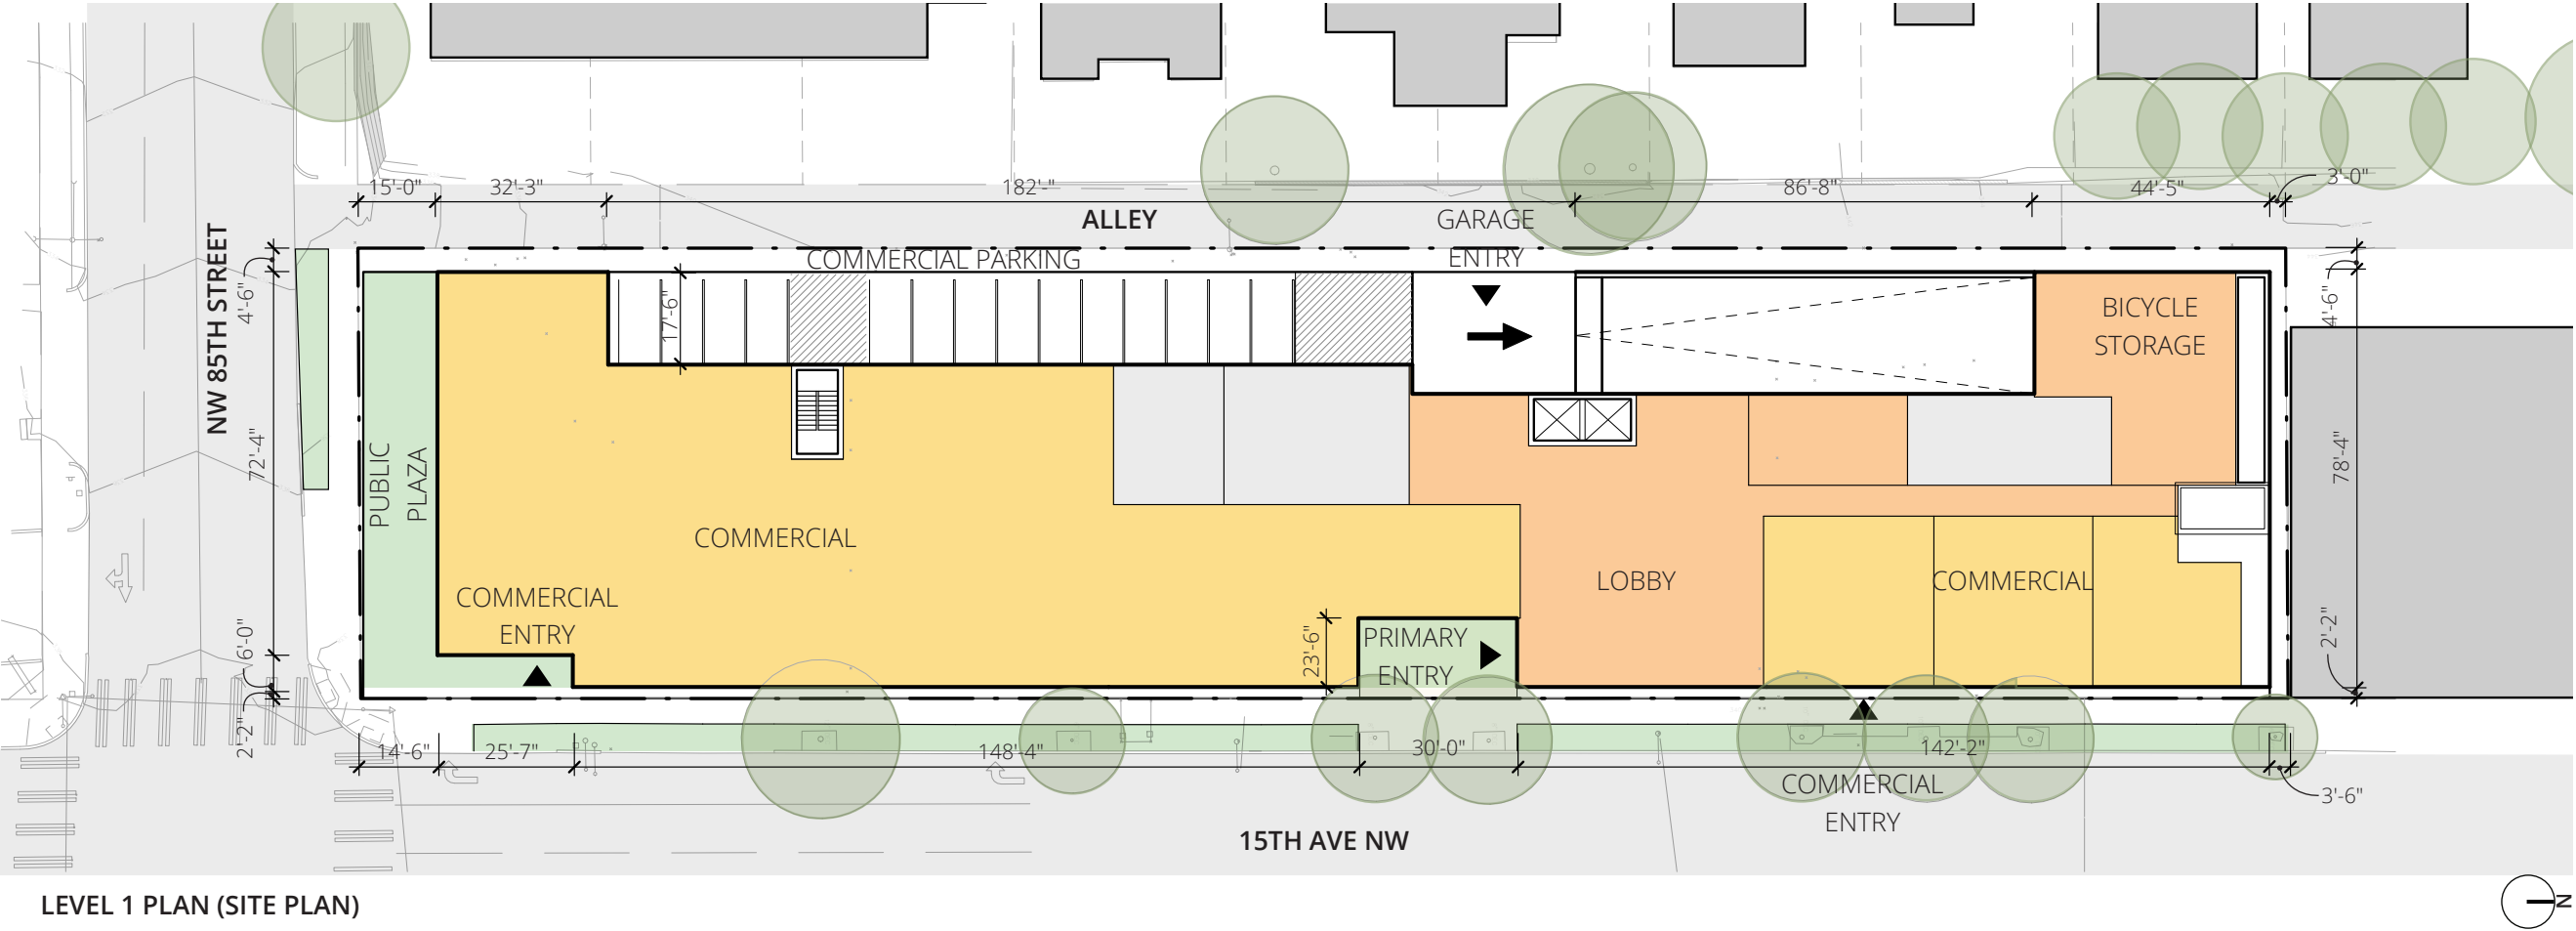 15'-0"
32'-3"
182'-"
86'-8"
44'-5"
3'-0"
ALLEY
GARAGE
ENTRY
COMMERCIAL PARKING
NW 85TH STREET
4'-6"
17'-6"
BICYCLE
STORAGE
4'-6"
72'-4"
PUBLIC
PLAZA
78'-4"
COMMERCIAL
COMMERCIAL
ENTRY
LOBBY
COMMERCIAL
6'-0"
23'-6"
PRIMARY
ENTRY
2'-2"
2'-2"
14'-6"
25'-7"
148'-4"
30'-0"
142'-2"
3'-6"
COMMERCIAL
ENTRY
15TH AVE NW
LEVEL 1 PLAN (SITE PLAN)
N